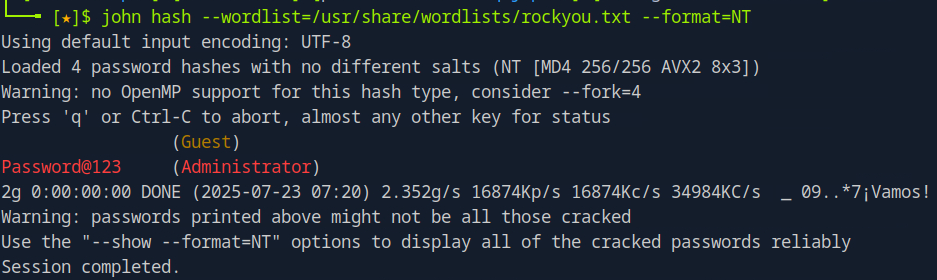 [★]$ john hash --wordlist=/usr/share/wordlists/rockyou.txt --format=NT
Using default input encoding: UTF-8
Loaded 4 password hashes with no different salts (NT [MD4 256/256 AVX2 8x3])
Warning: no OpenMP support for this hash type, consider --fork=4
Press 'q' or Ctrl-C to abort, almost any other key for status
                 (Guest)
Password@123     (Administrator)
2g 0:00:00:00 DONE (2025-07-23 07:20) 2.352g/s 16874Kp/s 16874Kc/s 34984KC/s  _ 09..*7¡Vamos!
Warning: passwords printed above might not be all those cracked
Use the "--show --format=NT" options to display all of the cracked passwords reliably
Session completed.